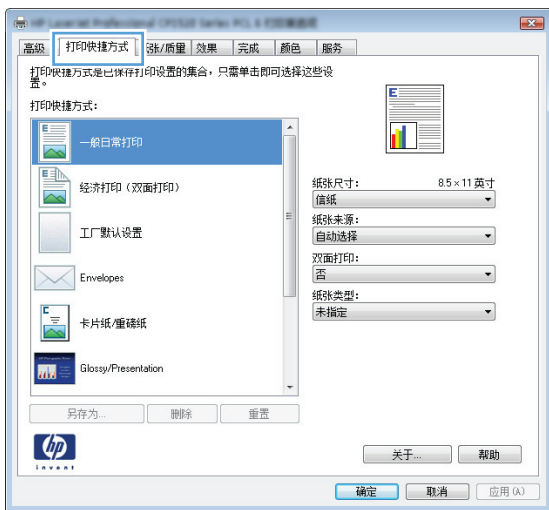 高级 打印快捷方式 张/质量 效果 完成 颜色 服务
打印快捷方式是已保存打印设置的集合，只需单击即可选择这些设
置。
打印快捷方式：
一般日常打印
经济打印（双面打印）
工厂默认设置
Envelopes
卡片纸/重磅纸
Glossy/Presentation
另存为... 删除 重置
E
纸张尺寸： 8.5×11 英寸
信纸
纸张来源：
自动选择
双面打印：
否
纸张类型：
未指定
hp
invent
关于... 帮助
确定 取消 应用(A)